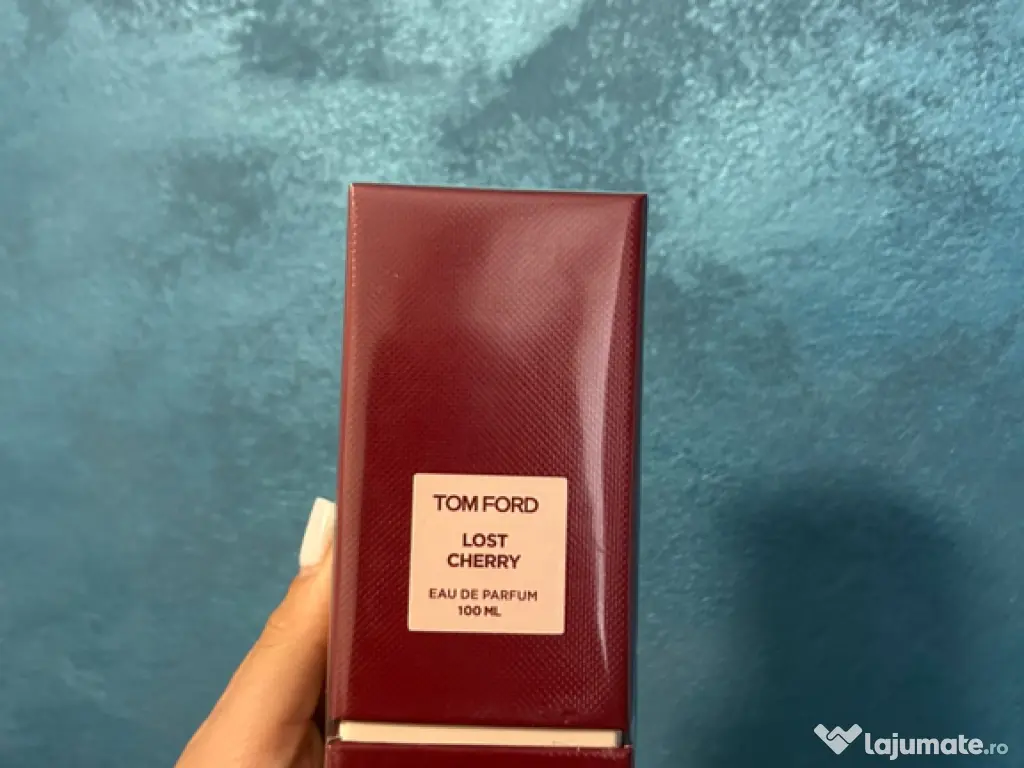 TOM FORD
LOST
CHERRY
EAU DE PARFUM
100 ML
lajumate.ro